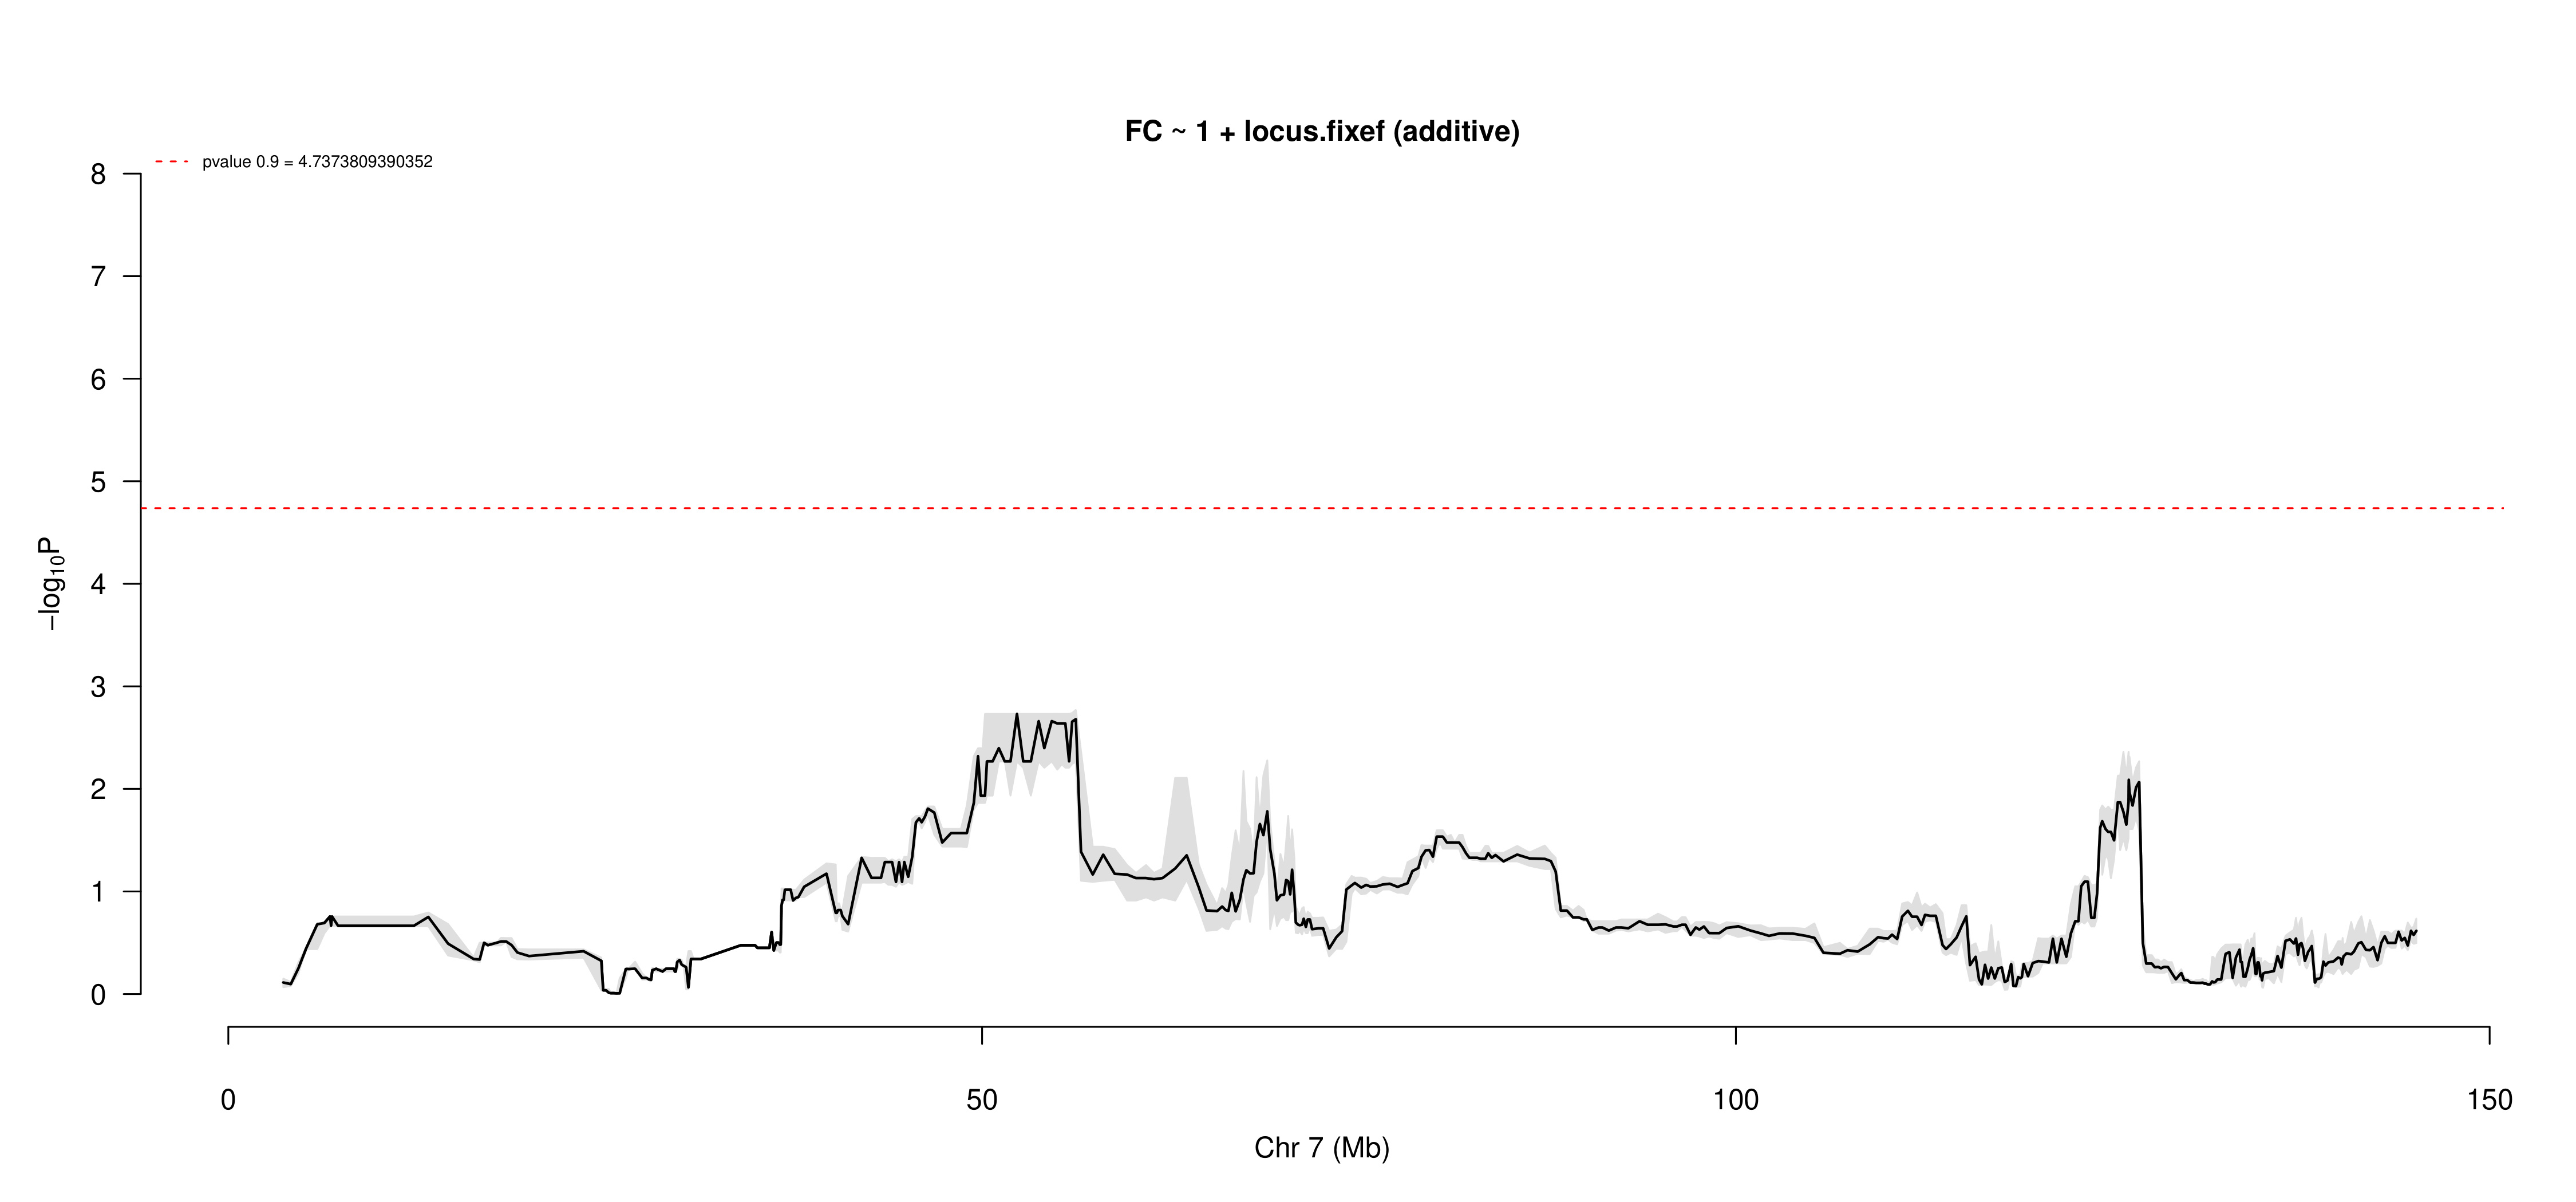 FC ~ 1 + locus.fixef (additive)
pvalue 0.9 = 4.7373809390352
8
7
6
5
4
3
2
1
0
−log10P
0 50 100 150
Chr 7 (Mb)